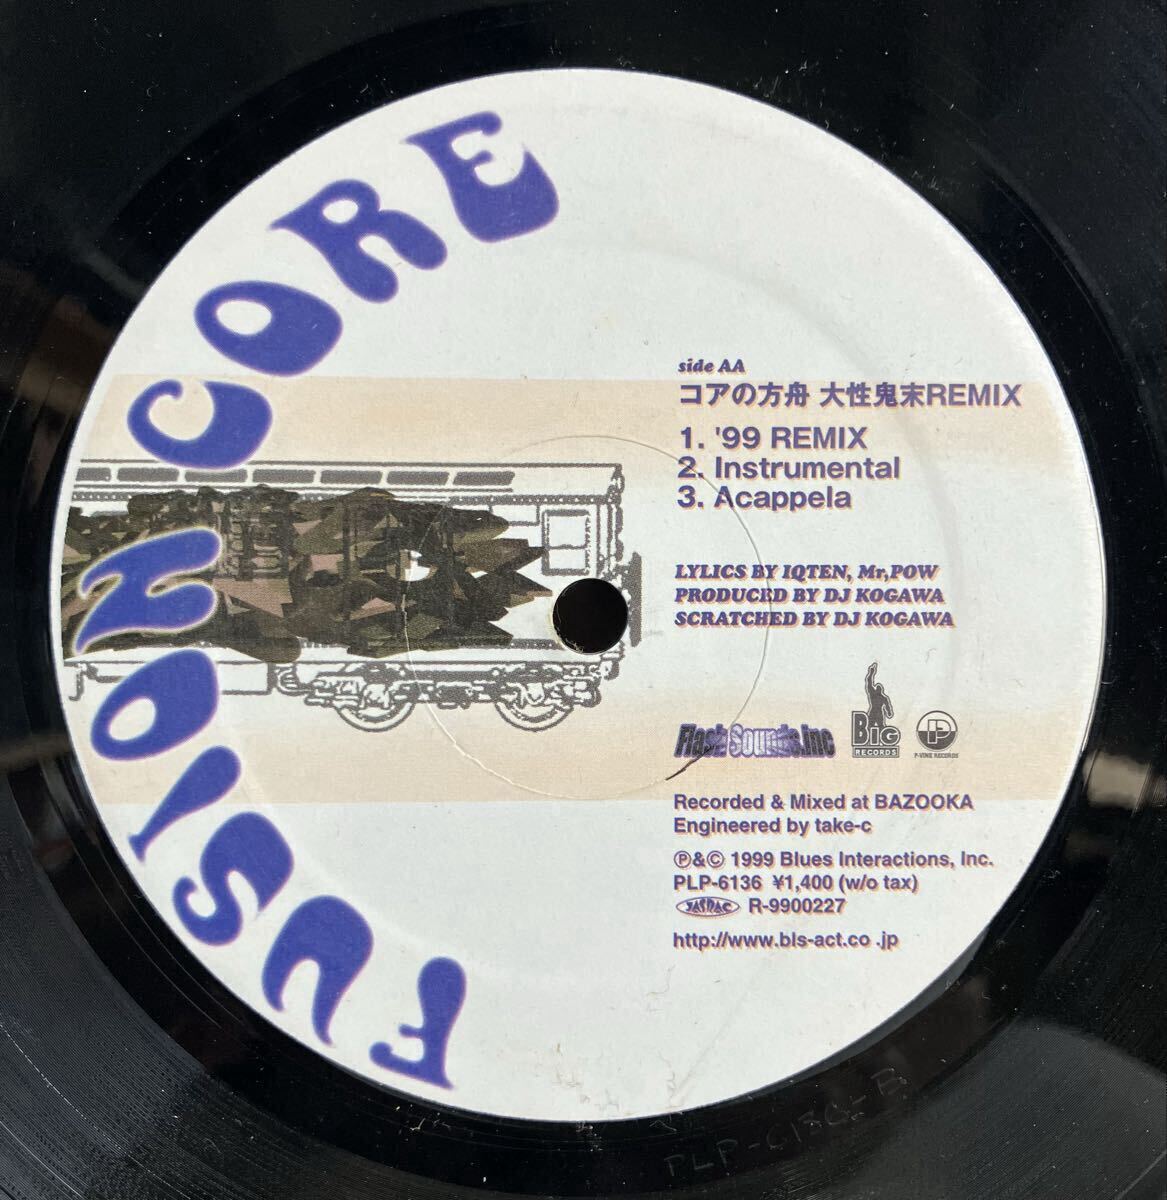 FUSION CORE
side AA
コアの方舟 大性鬼末REMIX
1. '99 REMIX
2. Instrumental
3. Acappela
LYLICS BY IQTEN, Mr,POW
PRODUCED BY DJ KOGAWA
SCRATCHED BY DJ KOGAWA
Flash Sounds.inc
BIG
RECORDS
P
P-VINE RECORDS
Recorded & Mixed at BAZOOKA
Engineered by take-c
Ⓟ&© 1999 Blues Interactions, Inc.
PLP-6136 ¥1,400 (w/o tax)
JASRAC R-9900227
http://www.bls-act.co .jp
PLP-6136-B